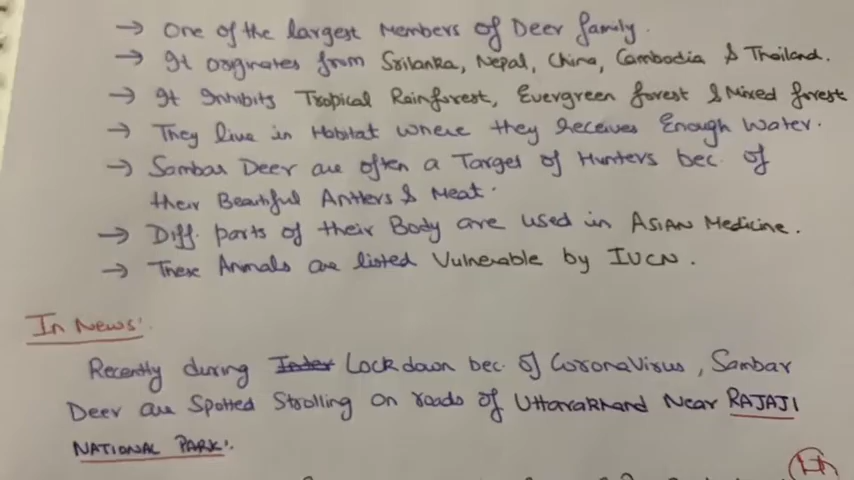 → One of the largest Members of Deer family.
→ It originates from Srilanka, Nepal, China, Cambodia & Thailand.
→ It Inhibits Tropical Rainforest, Evergreen forest & Mixed forest
→ They live in Habitat where they receives Enough Water.
→ Sambar Deer are often a Target of Hunters bec. of
their Beautiful Antlers & Meat.
→ Diff. parts of their Body are used in ASIAN Medicine.
→ These Animals are listed Vulnerable by IUCN.
In News:
Recently during Lockdown bec. of CoronaVirus, Sambar
Deer are Spotted Strolling on roads of Uttarakhand Near RAJAJI
NATIONAL PARK.